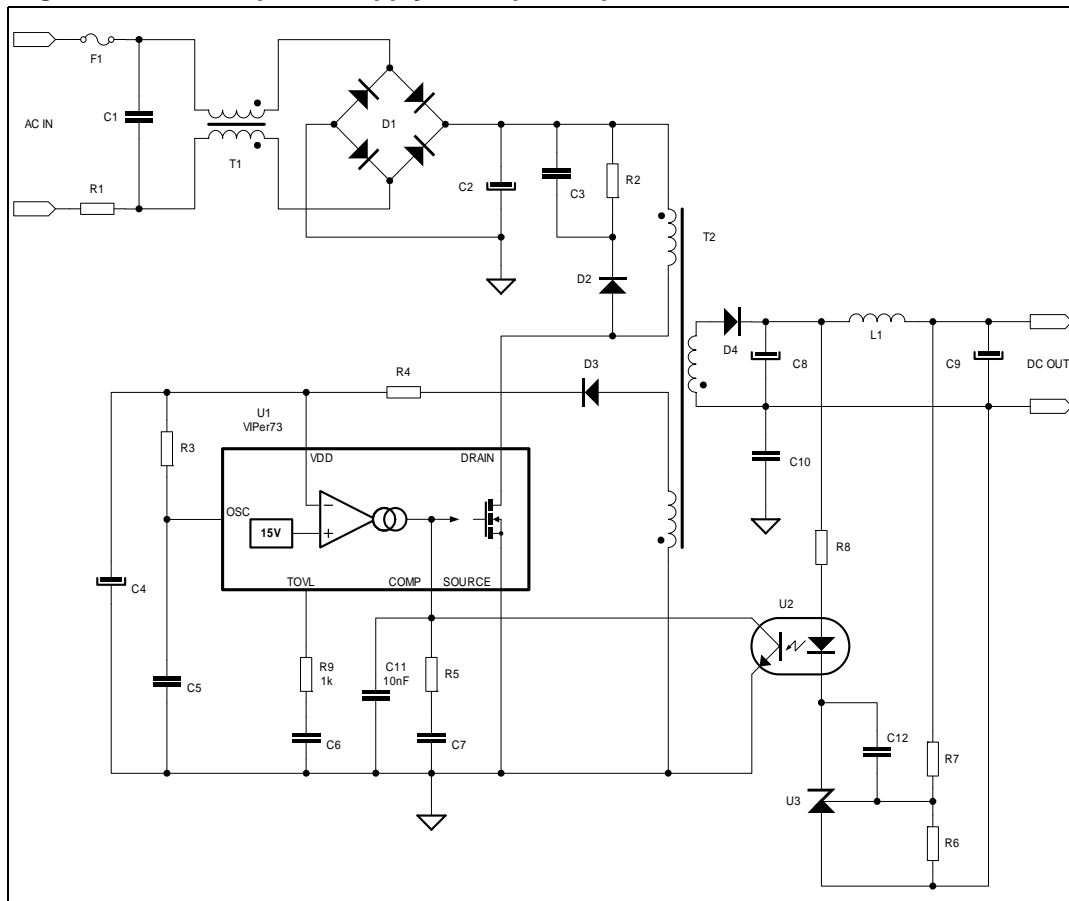 F1
AC IN
C1
T1
R1
D1
C2
C3
R2
D2
T2
D4
C8
L1
C9
DC OUT
C10
R4
D3
U1
VIPer73
R3
VDD
DRAIN
OSC
15V
TOVL
COMP
SOURCE
C4
R8
U2
R9
1k
C11
10nF
R5
C5
C6
C7
C12
R7
U3
R6